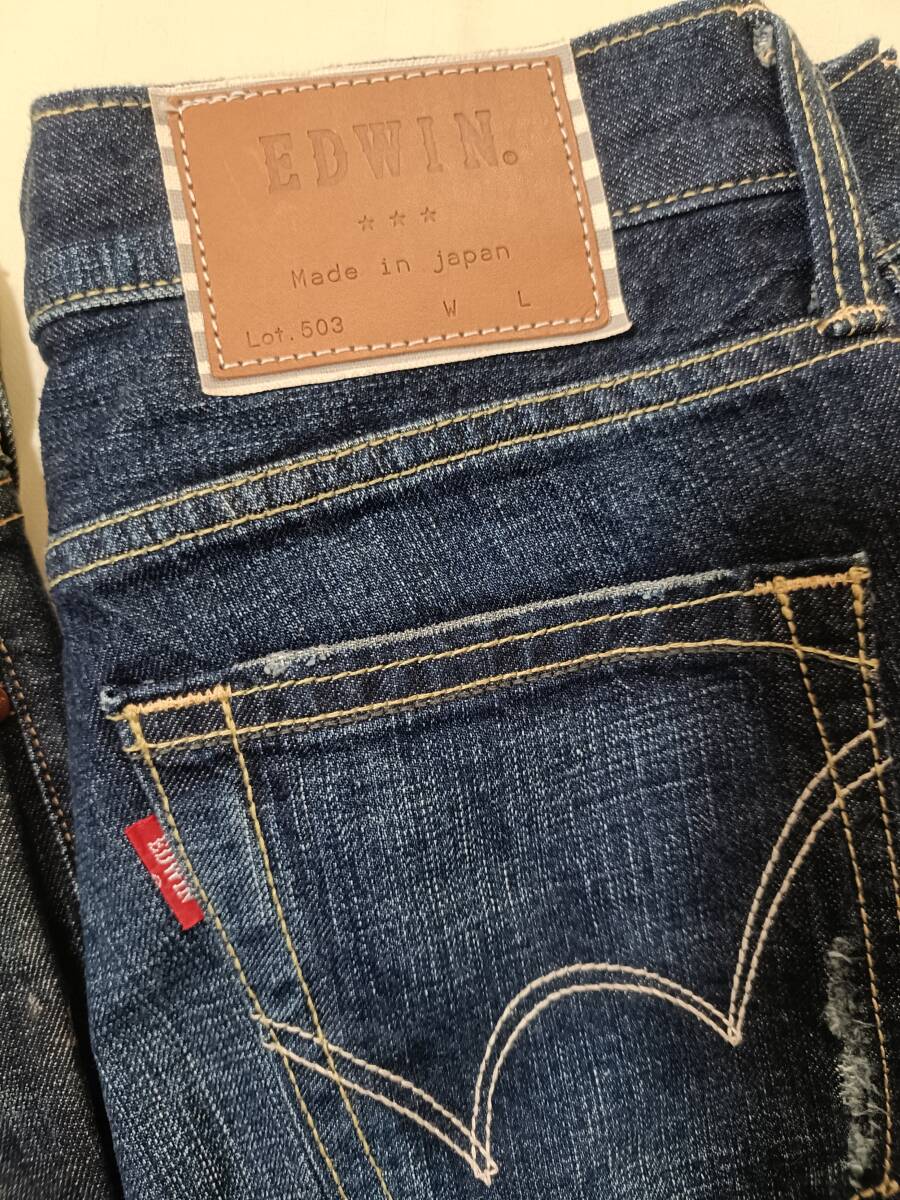 EDWIN.
***
Made in japan
Lot.503 W L
EDWIN